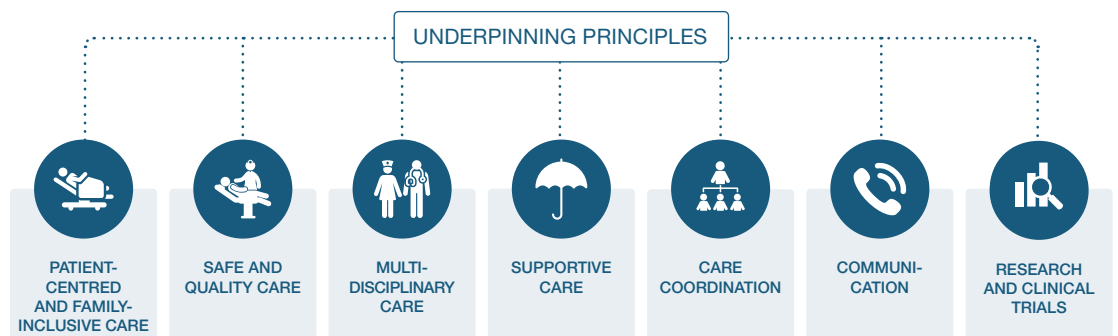 UNDERPINNING PRINCIPLES
PATIENT-
CENTRED
AND FAMILY-
INCLUSIVE CARE
SAFE AND
QUALITY CARE
MULTI-
DISCIPLINARY
CARE
SUPPORTIVE
CARE
CARE
COORDINATION
COMMUNI-
CATION
RESEARCH
AND CLINICAL
TRIALS